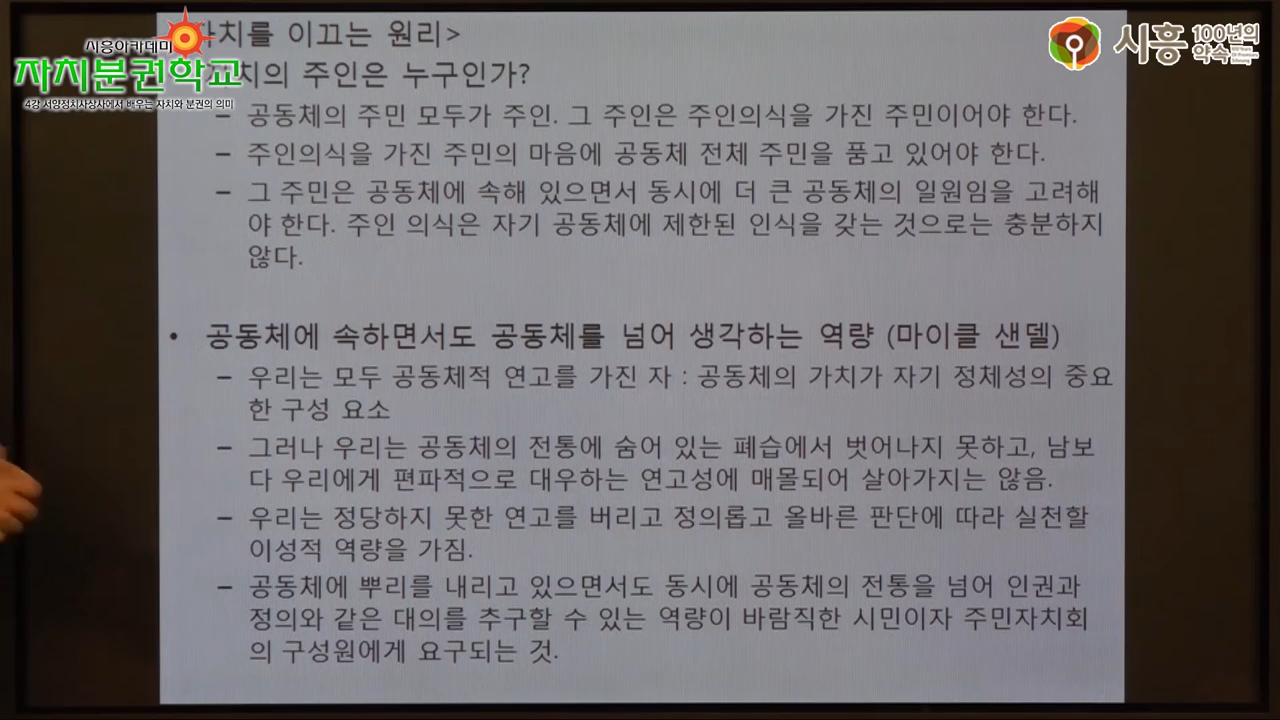 시흥아카데미
자치분권학교
4강 서양정치사상사에서 배우는 자치와 분권의 의미
시흥 100년의
약속
자치를 이끄는 원리>
치의 주인은 누구인가?
– 공동체의 주민 모두가 주인. 그 주인은 주인의식을 가진 주민이어야 한다.
– 주인의식을 가진 주민의 마음에 공동체 전체 주민을 품고 있어야 한다.
– 그 주민은 공동체에 속해 있으면서 동시에 더 큰 공동체의 일원임을 고려해
야 한다. 주인 의식은 자기 공동체에 제한된 인식을 갖는 것으로는 충분하지
않다.
• 공동체에 속하면서도 공동체를 넘어 생각하는 역량 (마이클 샌델)
– 우리는 모두 공동체적 연고를 가진 자 : 공동체의 가치가 자기 정체성의 중요
한 구성 요소
– 그러나 우리는 공동체의 전통에 숨어 있는 폐습에서 벗어나지 못하고, 남보
다 우리에게 편파적으로 대우하는 연고성에 매몰되어 살아가지는 않음.
– 우리는 정당하지 못한 연고를 버리고 정의롭고 올바른 판단에 따라 실천할
이성적 역량을 가짐.
– 공동체에 뿌리를 내리고 있으면서도 동시에 공동체의 전통을 넘어 인권과
정의와 같은 대의를 추구할 수 있는 역량이 바람직한 시민이자 주민자치회
의 구성원에게 요구되는 것.